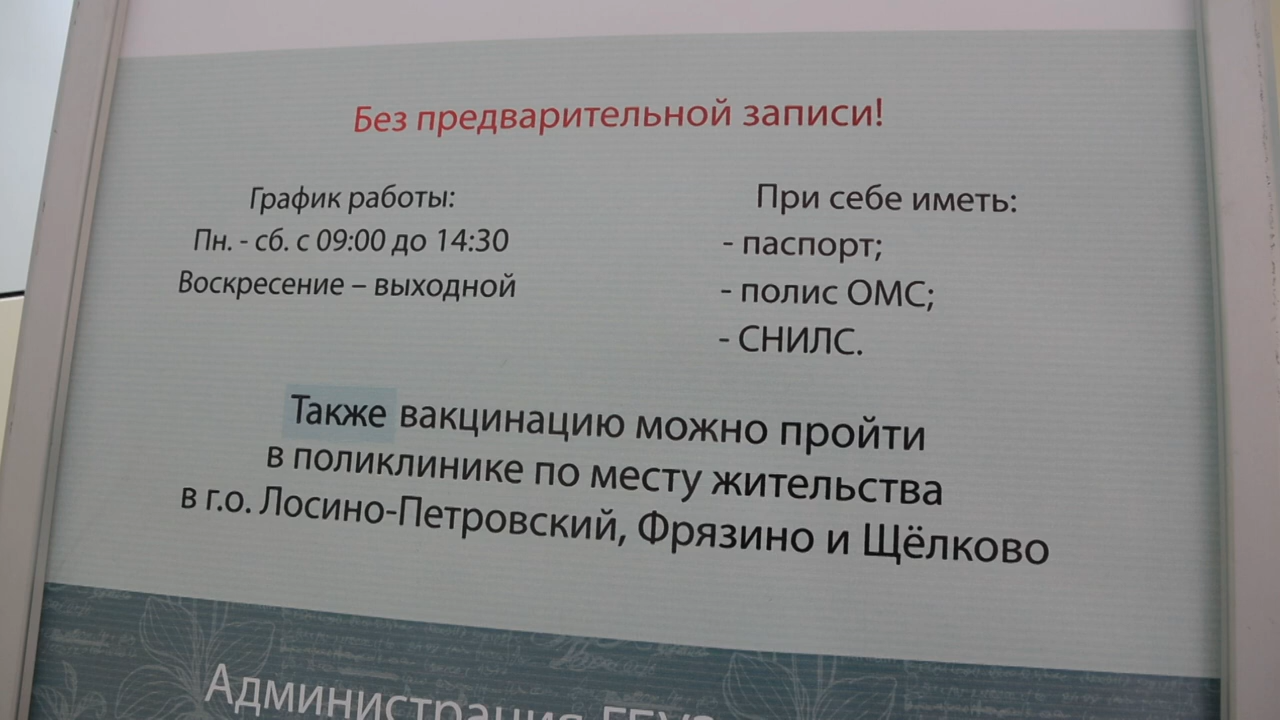 Без предварительной записи!
График работы:
Пн. - сб. с 09:00 до 14:30
Воскресение – выходной
При себе иметь:
- паспорт;
- полис ОМС;
- СНИЛС.
Также вакцинацию можно пройти
в поликлинике по месту жительства
в г.о. Лосино-Петровский, Фрязино и Щёлково
Администрация ГБУЗ